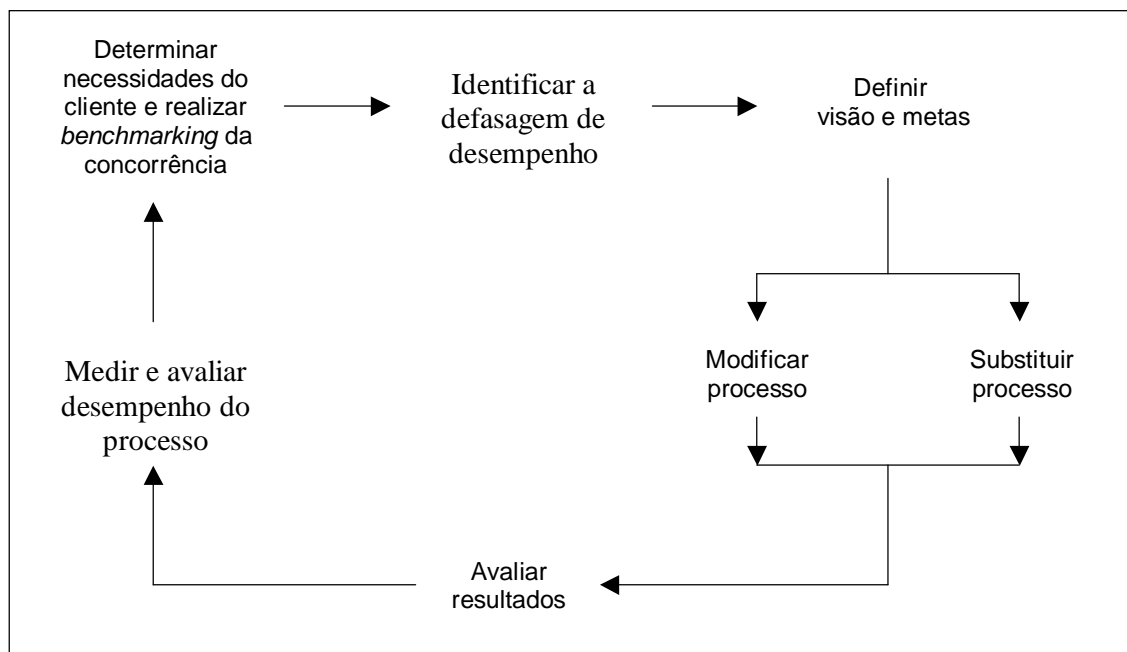 Determinar
necessidades do
cliente e realizar
benchmarking da
concorrência
Identificar a
defasagem de
desempenho
Definir
visão e metas
Modificar
processo
Substituir
processo
Avaliar
resultados
Medir e avaliar
desempenho do
processo